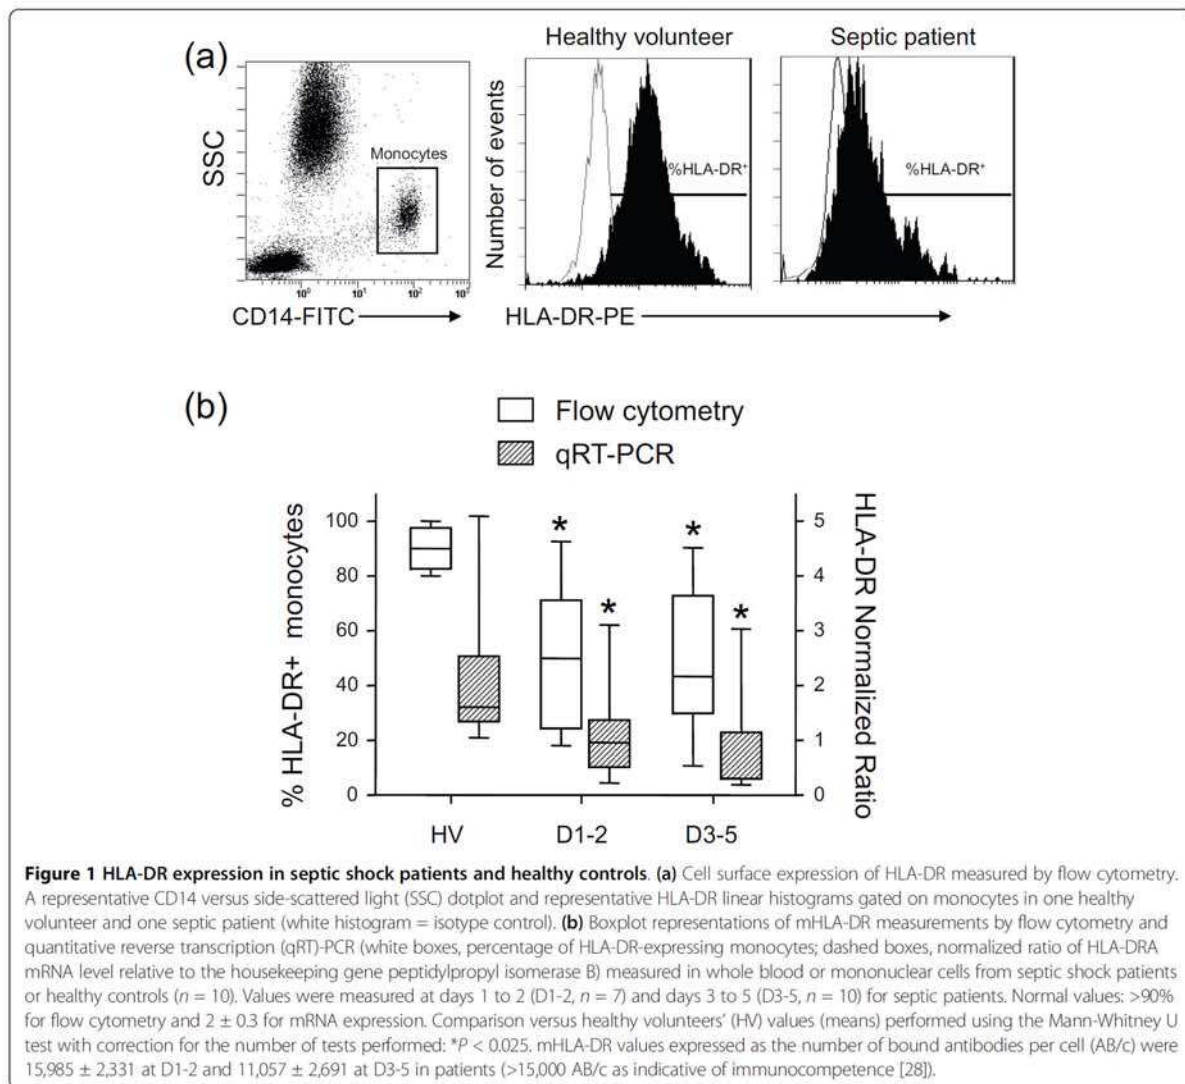 (a)
Healthy volunteer
Septic patient
SSC
Monocytes
10⁰ 10¹ 10² 10³
CD14-FITC
Number of events
%HLA-DR⁺
%HLA-DR⁺
HLA-DR-PE
(b)
Flow cytometry
qRT-PCR
% HLA-DR+ monocytes
100
80
60
40
20
0
* * * *
HLA-DR Normalized Ratio
5
4
3
2
1
0
HV D1-2 D3-5
Figure 1 HLA-DR expression in septic shock patients and healthy controls. (a) Cell surface expression of HLA-DR measured by flow cytometry.
A representative CD14 versus side-scattered light (SSC) dotplot and representative HLA-DR linear histograms gated on monocytes in one healthy
volunteer and one septic patient (white histogram = isotype control). (b) Boxplot representations of mHLA-DR measurements by flow cytometry and
quantitative reverse transcription (qRT)-PCR (white boxes, percentage of HLA-DR-expressing monocytes; dashed boxes, normalized ratio of HLA-DRA
mRNA level relative to the housekeeping gene peptidylpropyl isomerase B) measured in whole blood or mononuclear cells from septic shock patients
or healthy controls (n = 10). Values were measured at days 1 to 2 (D1-2, n = 7) and days 3 to 5 (D3-5, n = 10) for septic patients. Normal values: >90%
for flow cytometry and 2 ± 0.3 for mRNA expression. Comparison versus healthy volunteers' (HV) values (means) performed using the Mann-Whitney U
test with correction for the number of tests performed: *P < 0.025. mHLA-DR values expressed as the number of bound antibodies per cell (AB/c) were
15,985 ± 2,331 at D1-2 and 11,057 ± 2,691 at D3-5 in patients (>15,000 AB/c as indicative of immunocompetence [28]).